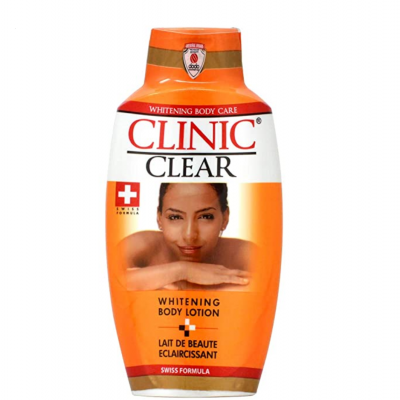 WHITENING BODY CARE
CLINIC®
CLEAR
SWISS
FORMULA
WHITENING
BODY LOTION
LAIT DE BEAUTE
ECLAIRCISSANT
SWISS FORMULA